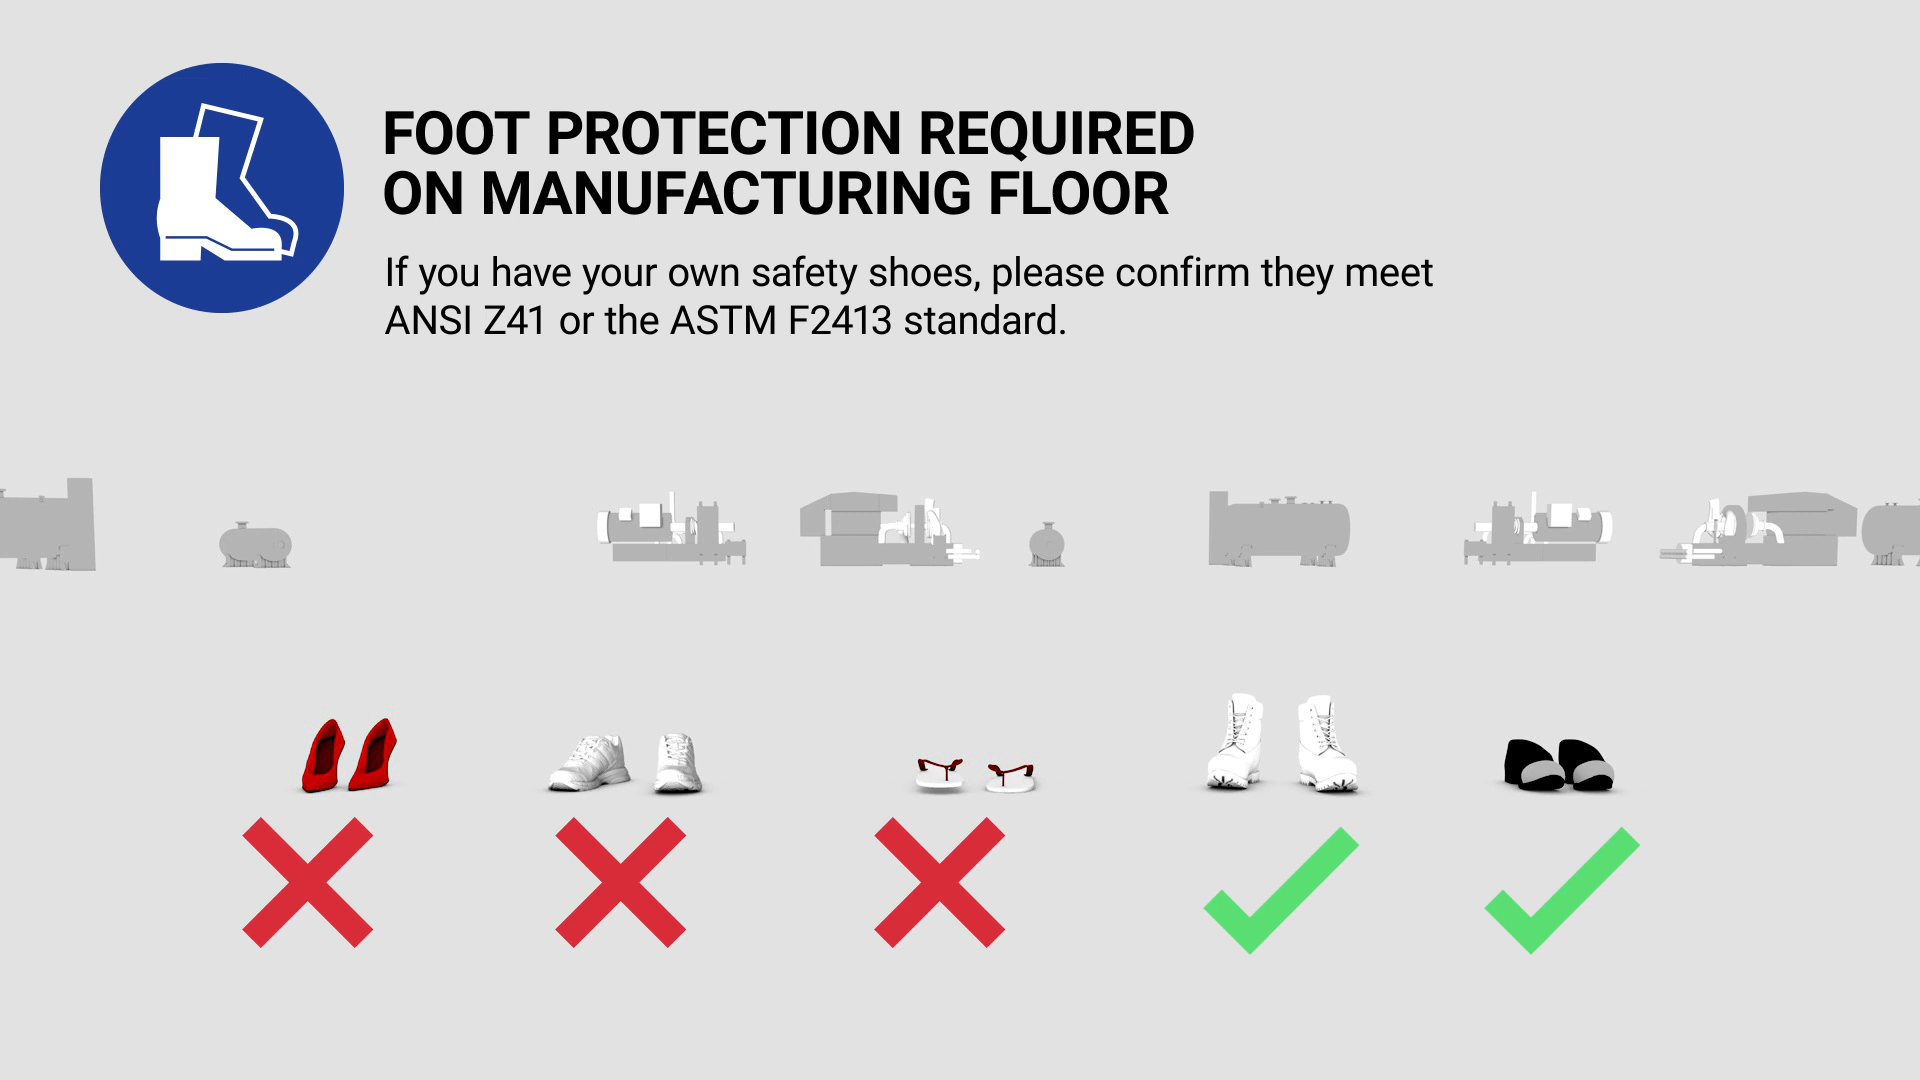 FOOT PROTECTION REQUIRED
ON MANUFACTURING FLOOR
If you have your own safety shoes, please confirm they meet
ANSI Z41 or the ASTM F2413 standard.